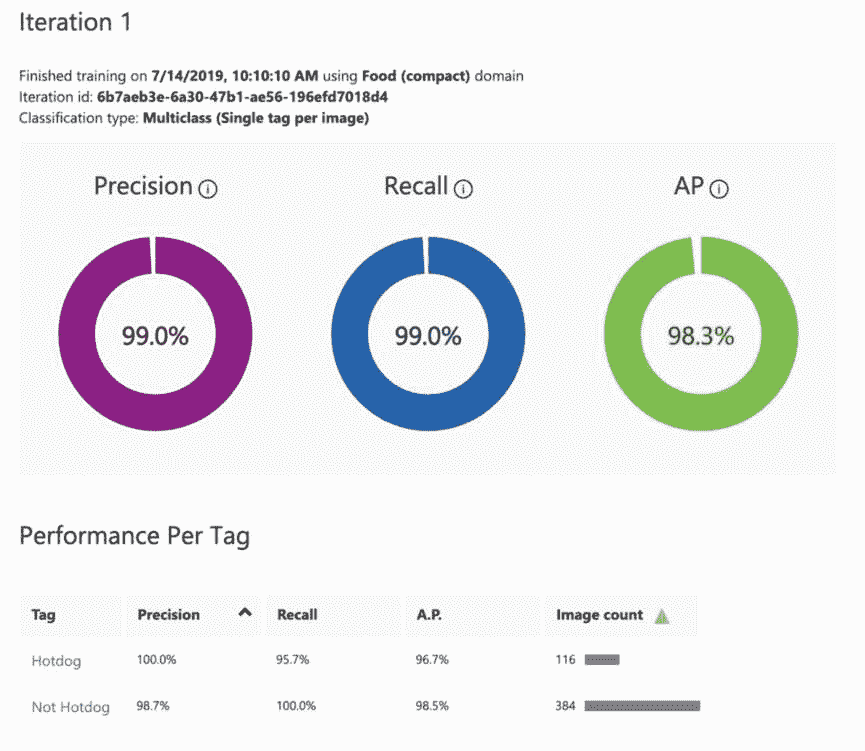 Iteration 1
Finished training on 7/14/2019, 10:10:10 AM using Food (compact) domain
Iteration id: 6b7aeb3e-6a30-47b1-ae56-196efd7018d4
Classification type: Multiclass (Single tag per image)
Precision Recall AP
99.0% 99.0% 98.3%
Performance Per Tag
Tag Precision Recall A.P. Image count
Hotdog 100.0% 95.7% 96.7% 116
Not Hotdog 98.7% 100.0% 98.5% 384